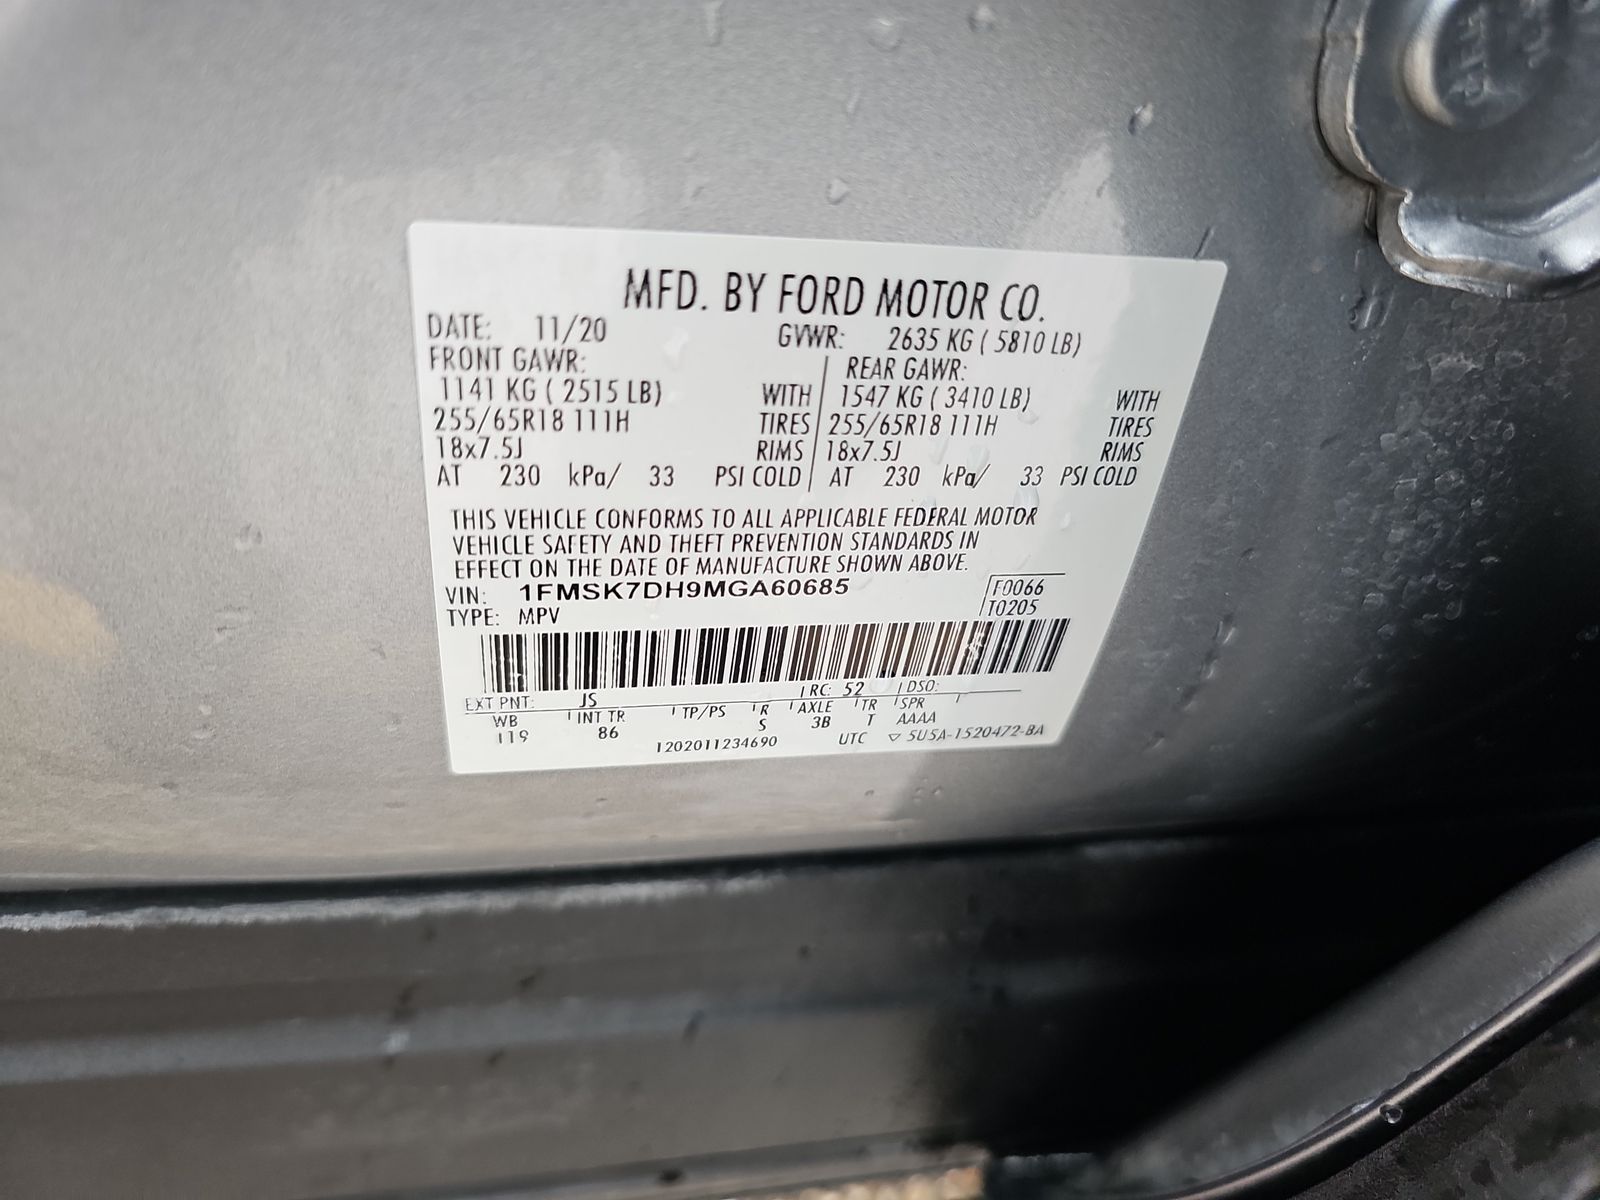 MFD. BY FORD MOTOR CO.
DATE: 11/20 GVWR: 2635 KG ( 5810 LB)
FRONT GAWR: REAR GAWR:
1141 KG ( 2515 LB) WITH 1547 KG ( 3410 LB) WITH
255/65R18 111H TIRES 255/65R18 111H TIRES
18x7.5J RIMS 18x7.5J RIMS
AT 230 kPa/ 33 PSI COLD AT 230 kPa/ 33 PSI COLD
THIS VEHICLE CONFORMS TO ALL APPLICABLE FEDERAL MOTOR
VEHICLE SAFETY AND THEFT PREVENTION STANDARDS IN
EFFECT ON THE DATE OF MANUFACTURE SHOWN ABOVE.
VIN: 1FMSK7DH9MGA60685 F0066
TYPE: MPV T0205
EXT PNT: JS RC: 52 DSO:
WB INT TR TP/PS R AXLE TR SPR
119 86 S 3B T AAAA
1202011234690 UTC ▽ 5U5A-1520472-BA